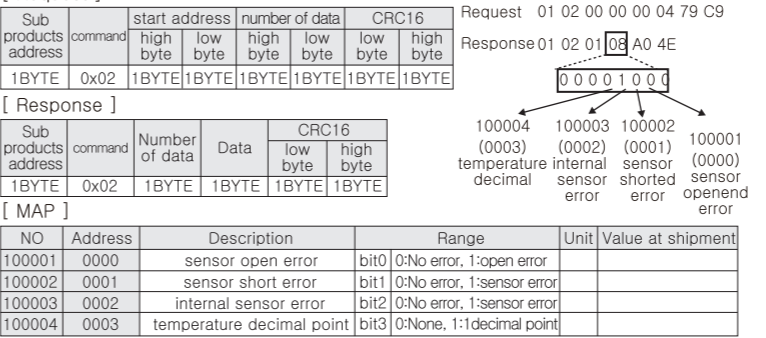 Sub products address command start address number of data CRC16
high byte low byte high byte low byte low byte high byte
1BYTE 0x02 1BYTE 1BYTE 1BYTE 1BYTE 1BYTE 1BYTE
Request 01 02 00 00 00 04 79 C9
Response 01 02 01 08 A0 4E
0 0 0 0 1 0 0 0
100004 (0003) temperature decimal
100003 (0002) internal sensor error
100002 (0001) sensor shorted error
100001 (0000) sensor openend error
[ Response ]
Sub products address command Number of data Data CRC16
low byte high byte
1BYTE 0x02 1BYTE 1BYTE 1BYTE 1BYTE
[ MAP ]
NO Address Description Range Unit Value at shipment
100001 0000 sensor open error bit0 0:No error, 1:open error
100002 0001 sensor short error bit1 0:No error, 1:sensor error
100003 0002 internal sensor error bit2 0:No error, 1:sensor error
100004 0003 temperature decimal point bit3 0:None, 1:1decimal point